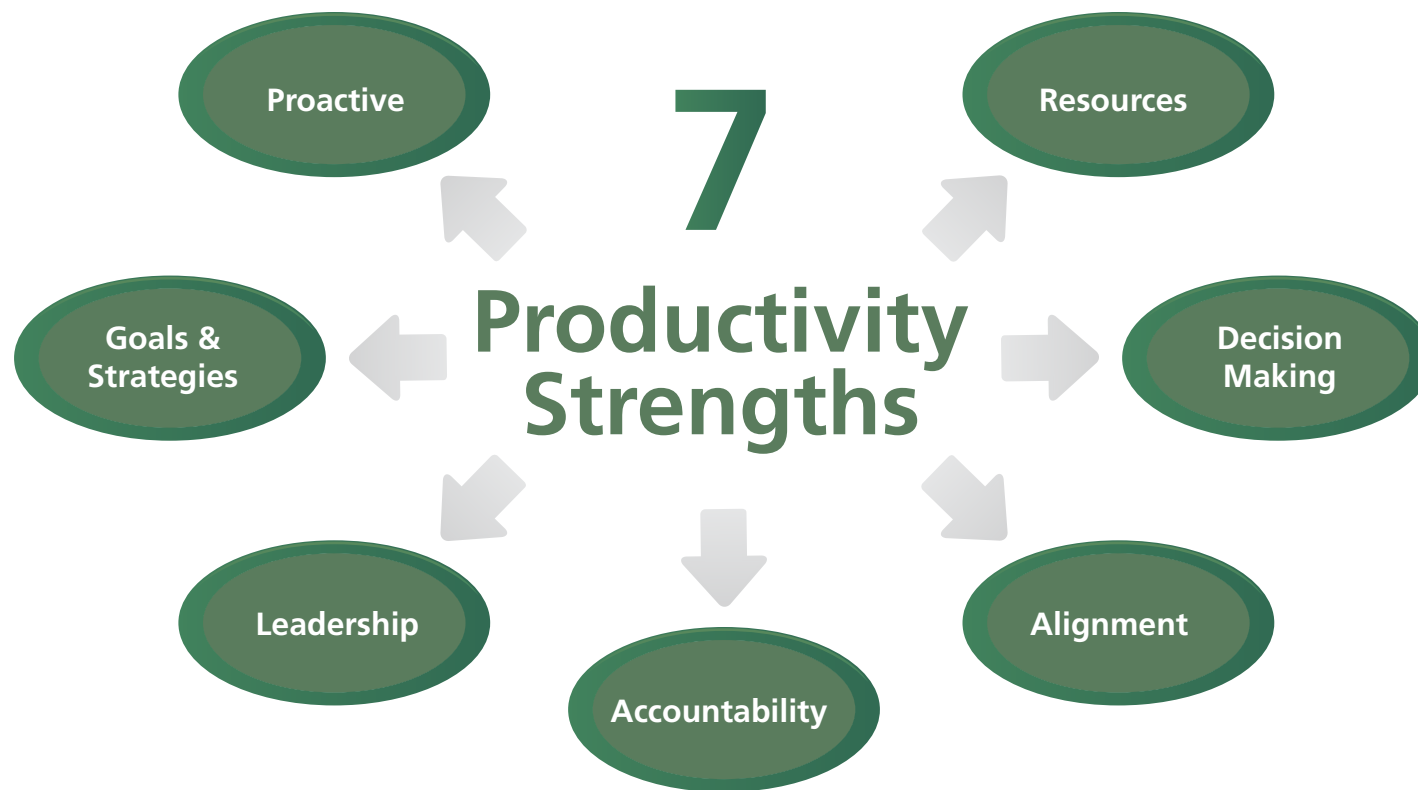 7
Productivity
Strengths
Proactive
Resources
Goals &
Strategies
Decision
Making
Leadership
Alignment
Accountability